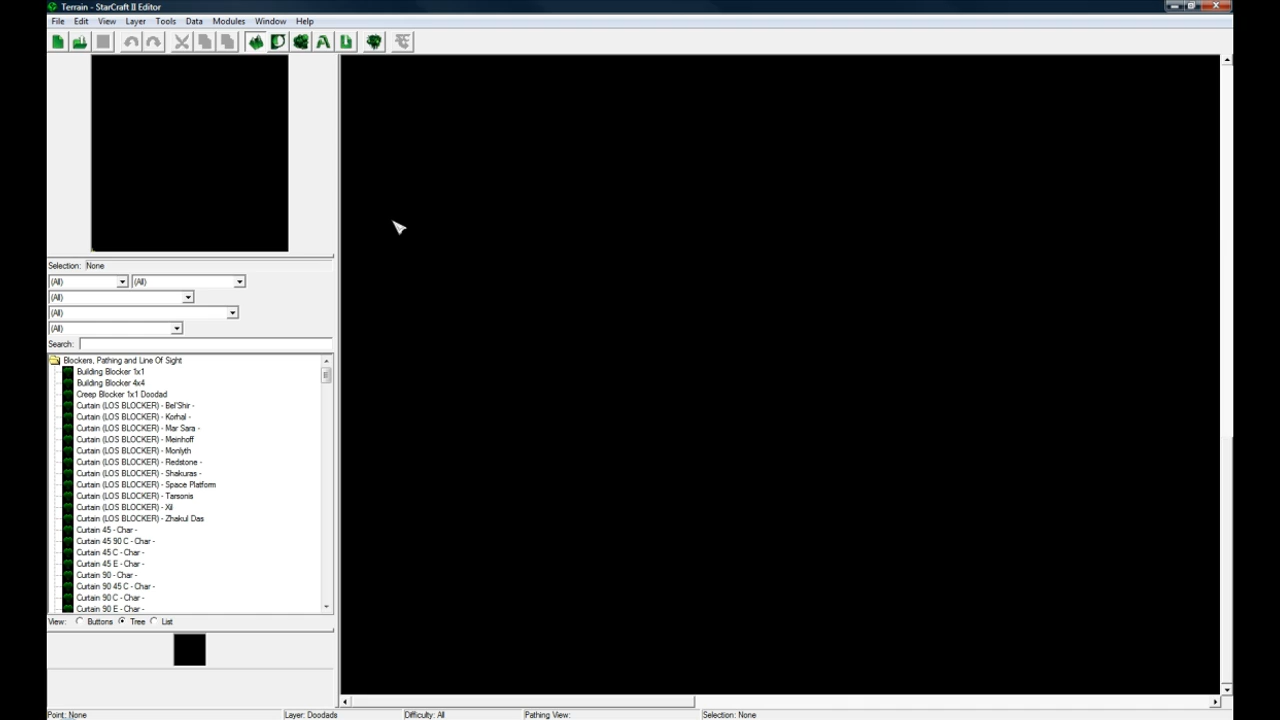 Terrain - StarCraft II Editor
File Edit View Layer Tools Data Modules Window Help
Selection: None
(All) (All)
(All)
(All)
(All)
Search:
Blockers, Pathing and Line Of Sight
Building Blocker 1x1
Building Blocker 4x4
Creep Blocker 1x1 Doodad
Curtain (LOS BLOCKER) - Bel'Shir -
Curtain (LOS BLOCKER) - Korhal -
Curtain (LOS BLOCKER) - Mar Sara -
Curtain (LOS BLOCKER) - Meinhoff
Curtain (LOS BLOCKER) - Monlyth
Curtain (LOS BLOCKER) - Redstone -
Curtain (LOS BLOCKER) - Shakuras -
Curtain (LOS BLOCKER) - Space Platform
Curtain (LOS BLOCKER) - Tarsonis
Curtain (LOS BLOCKER) - Xil
Curtain (LOS BLOCKER) - Zhakul Das
Curtain 45 - Char -
Curtain 45 90 C - Char -
Curtain 45 C - Char -
Curtain 45 E - Char -
Curtain 90 - Char -
Curtain 90 45 C - Char -
Curtain 90 C - Char -
Curtain 90 E - Char -
View: Buttons Tree List
Point: None Layer: Doodads Difficulty: All Pathing View: Selection: None